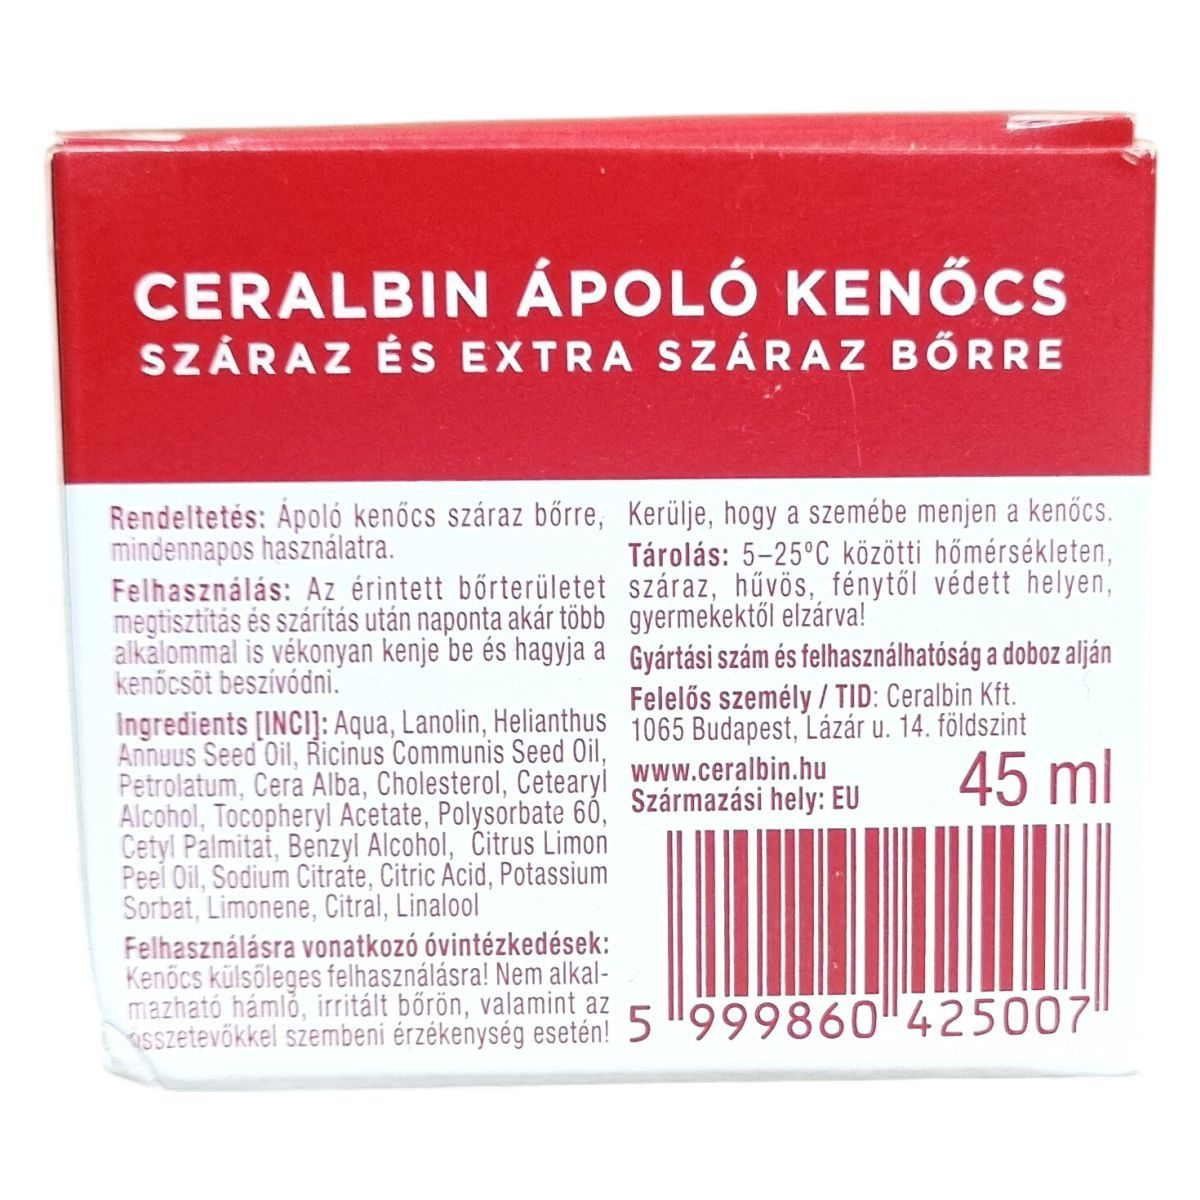 CERALBIN ÁPOLÓ KENŐCS
SZÁRAZ ÉS EXTRA SZÁRAZ BŐRRE
Rendeltetés: Ápoló kenőcs száraz bőrre,
mindennapos használatra.
Felhasználás: Az érintett bőrterületet
megtisztítás és szárítás után naponta akár több
alkalommal is vékonyan kenje be és hagyja a
kenőcsöt beszívódni.
Ingredients [INCI]: Aqua, Lanolin, Helianthus
Annuus Seed Oil, Ricinus Communis Seed Oil,
Petrolatum, Cera Alba, Cholesterol, Cetearyl
Alcohol, Tocopheryl Acetate, Polysorbate 60,
Cetyl Palmitat, Benzyl Alcohol, Citrus Limon
Peel Oil, Sodium Citrate, Citric Acid, Potassium
Sorbat, Limonene, Citral, Linalool
Felhasználásra vonatkozó óvintézkedések:
Kenőcs külsőleges felhasználásra! Nem alkal-
mazható hámló, irritált bőrön, valamint az
összetevőkkel szembeni érzékenység esetén!
Kerülje, hogy a szemébe menjen a kenőcs.
Tárolás: 5–25ºC közötti hőmérsékleten,
száraz, hűvös, fénytől védett helyen,
gyermekektől elzárva!
Gyártási szám és felhasználhatóság a doboz alján
Felelős személy / TID: Ceralbin Kft.
1065 Budapest, Lázár u. 14. földszint
www.ceralbin.hu
Származási hely: EU
45 ml
5 999860 425007